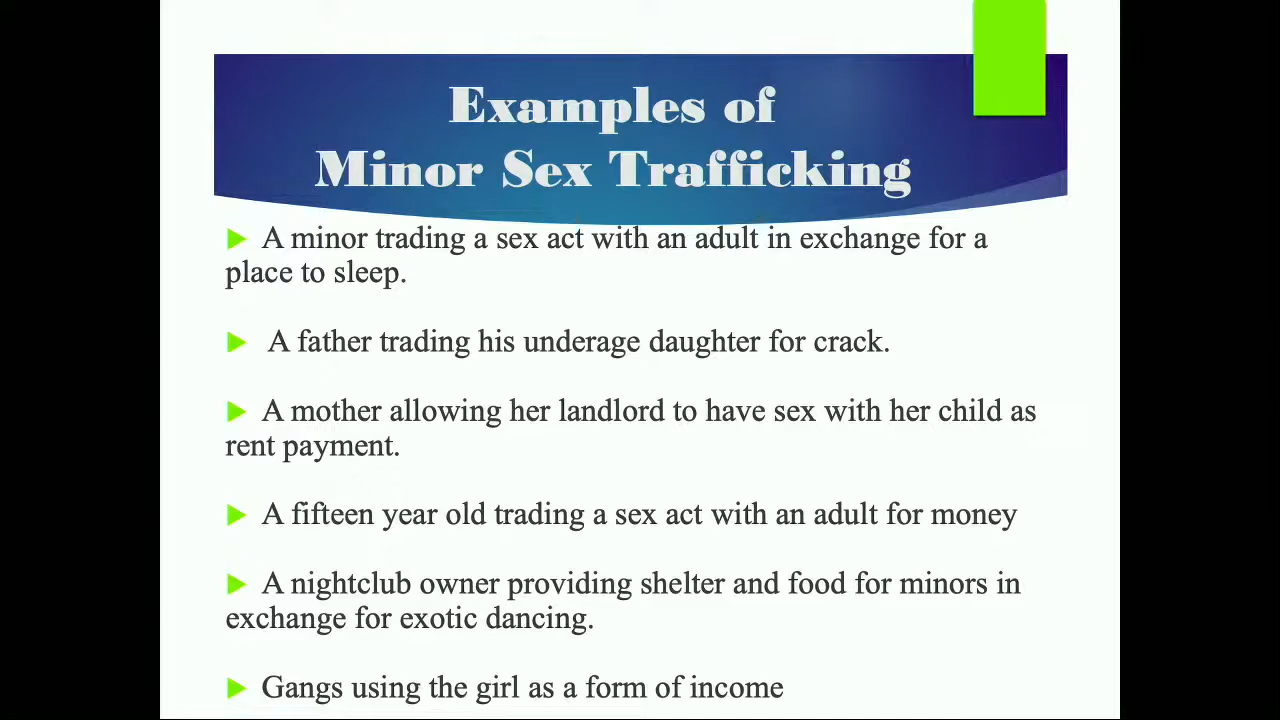 Examples of
Minor Sex Trafficking
A minor trading a sex act with an adult in exchange for a
place to sleep.
A father trading his underage daughter for crack.
A mother allowing her landlord to have sex with her child as
rent payment.
A fifteen year old trading a sex act with an adult for money
A nightclub owner providing shelter and food for minors in
exchange for exotic dancing.
Gangs using the girl as a form of income